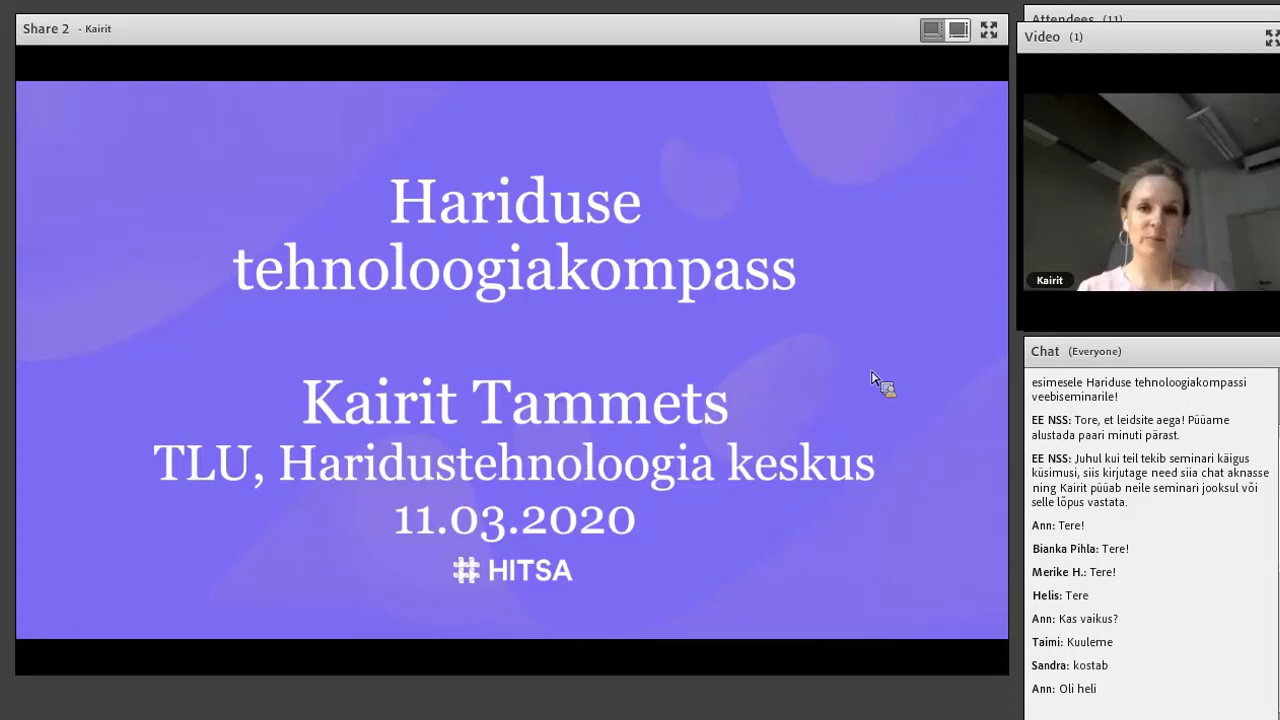 Share 2 - Kairit
Hariduse
tehnoloogiakompass
Kairit Tammets
TLU, Haridustehnoloogia keskus
11.03.2020
HITSA
Attendees (11)
Video (1)
Kairit
Chat (Everyone)
esimesele Hariduse tehnoloogiakompassi
veebiseminarile!
EE NSS: Tore, et leidsite aega! Püüame
alustada paari minuti pärast.
EE NSS: Juhul kui teil tekib seminari käigus
küsimusi, siis kirjutage need siia chat aknasse
ning Kairit püüab neile seminari jooksul või
selle lõpus vastata.
Ann: Tere!
Bianka Pihla: Tere!
Merike H.: Tere!
Helis: Tere
Ann: Kas vaikus?
Taimi: Kuuleme
Sandra: kostab
Ann: Oli heli